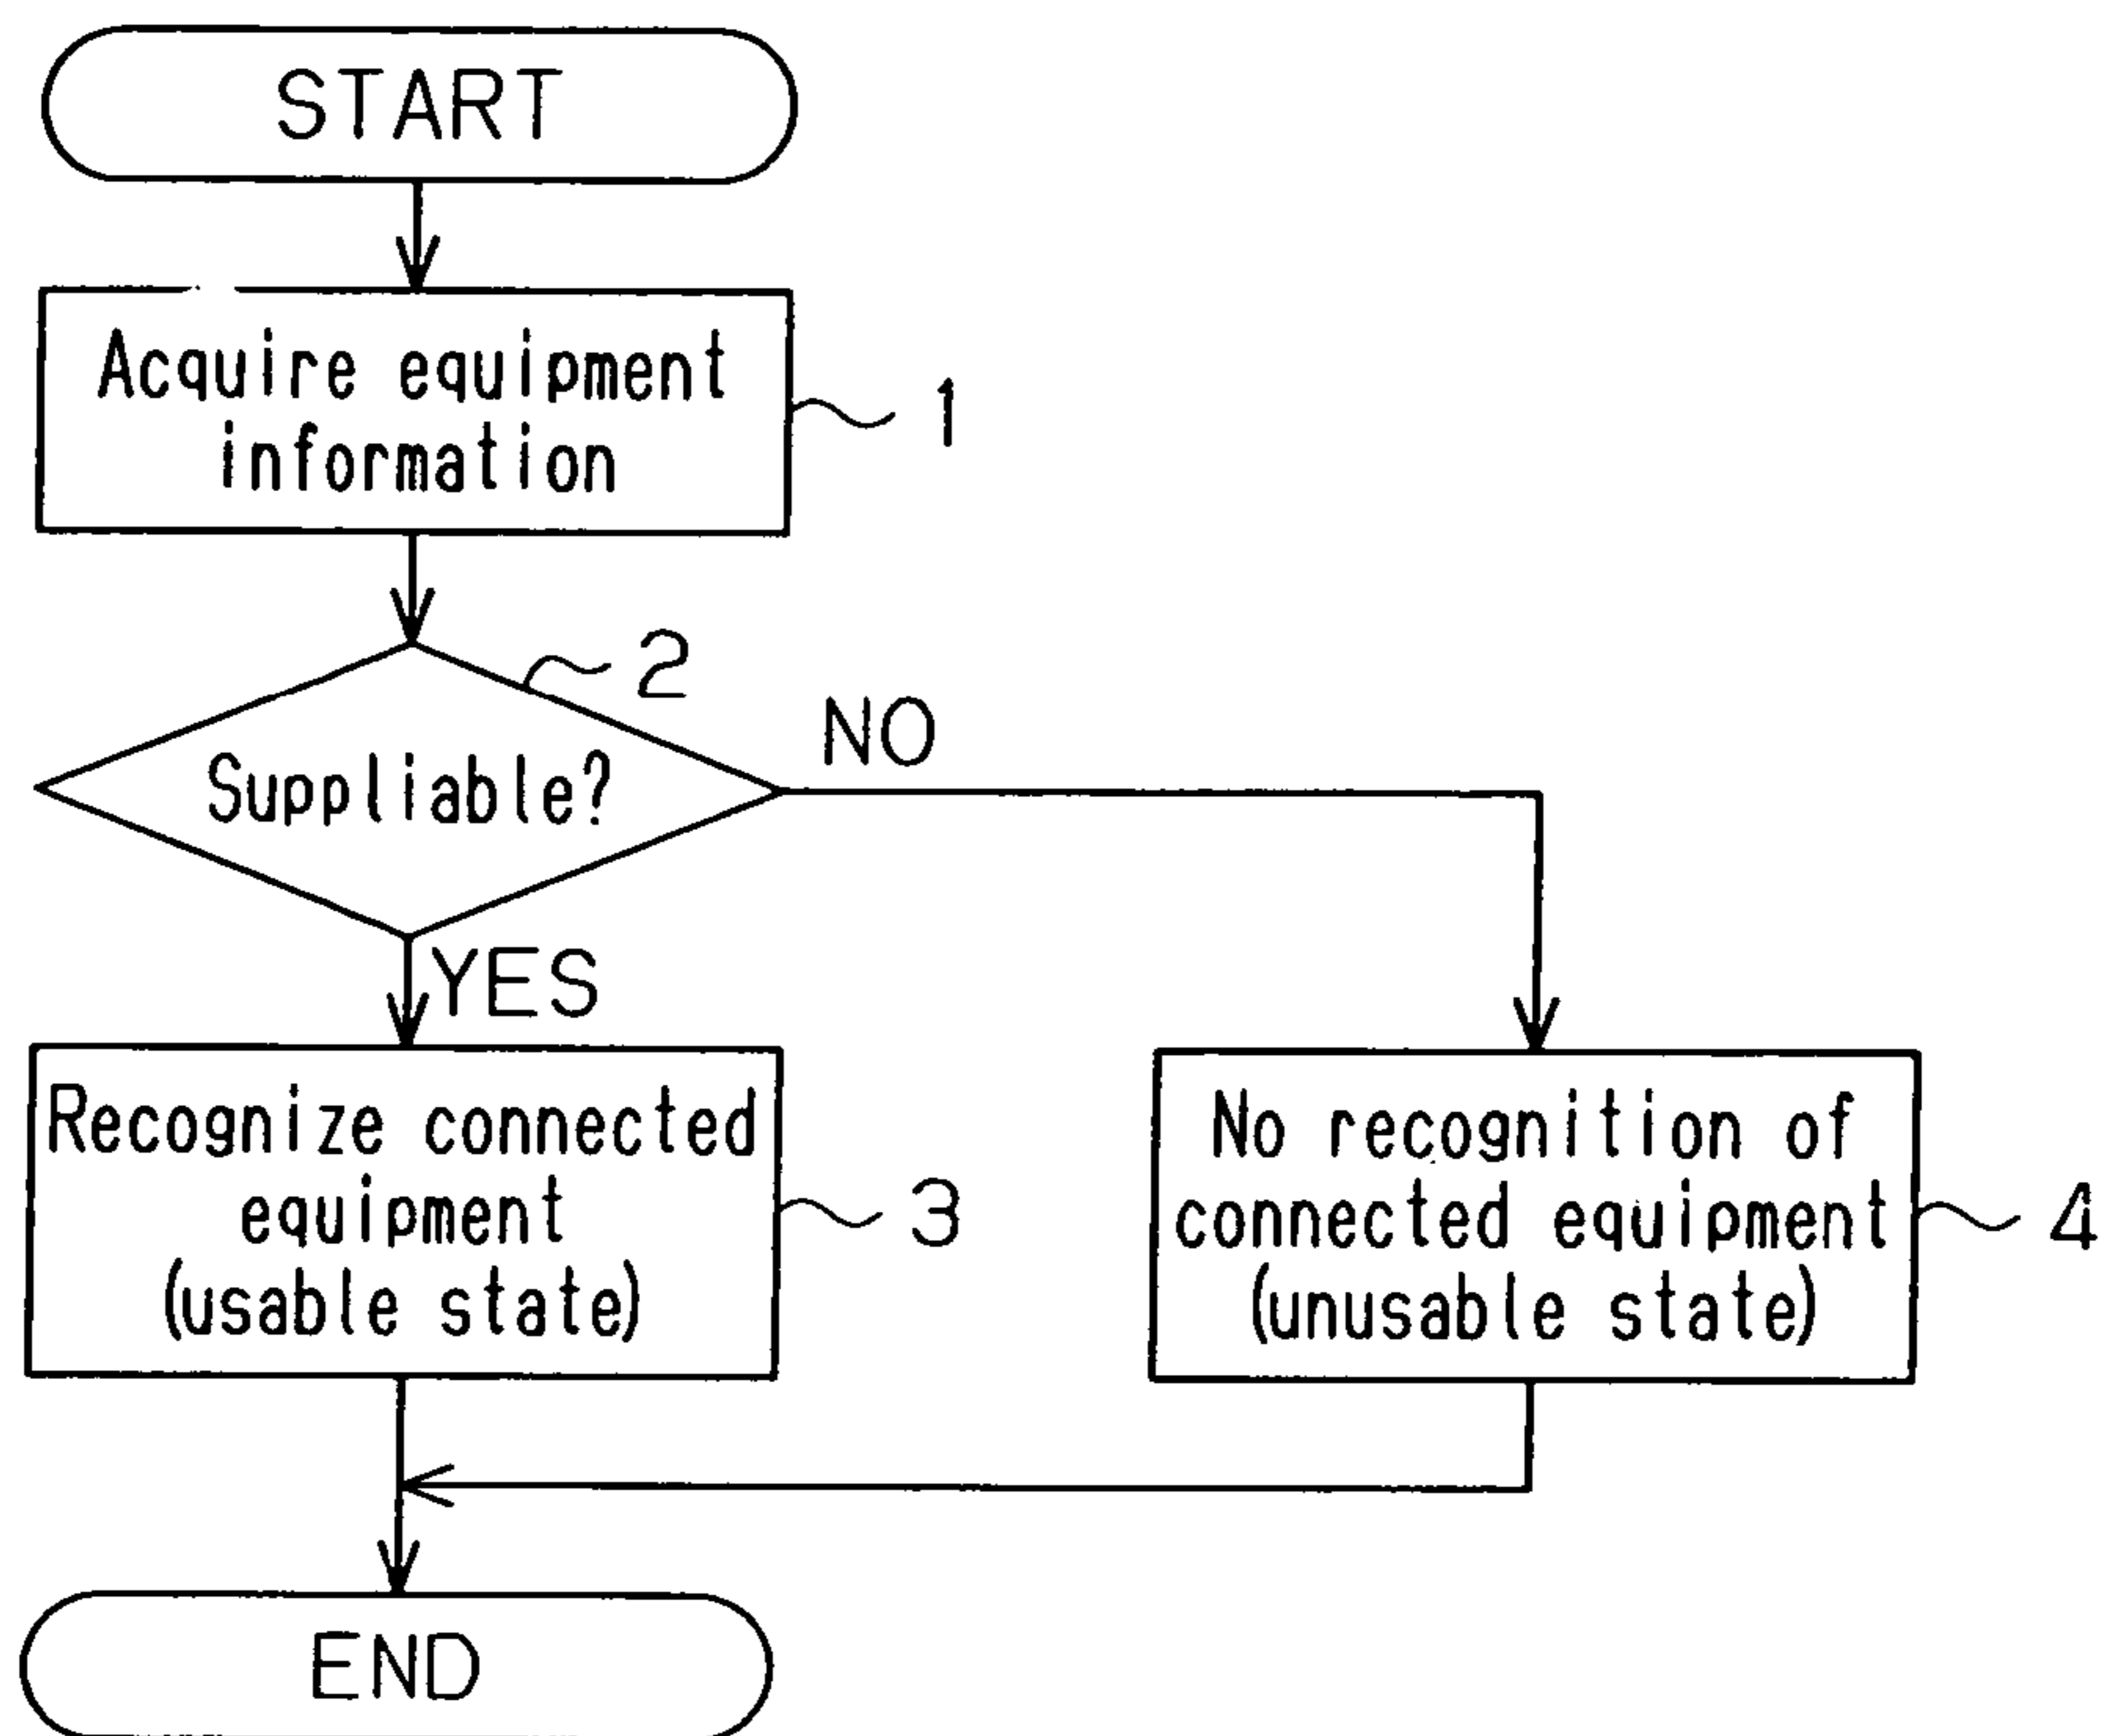 START
Acquire equipment
information
1
2
NO
Suppliable?
YES
Recognize connected
equipment
(usable state)
3
No recognition of
connected equipment
(unusable state)
4
END